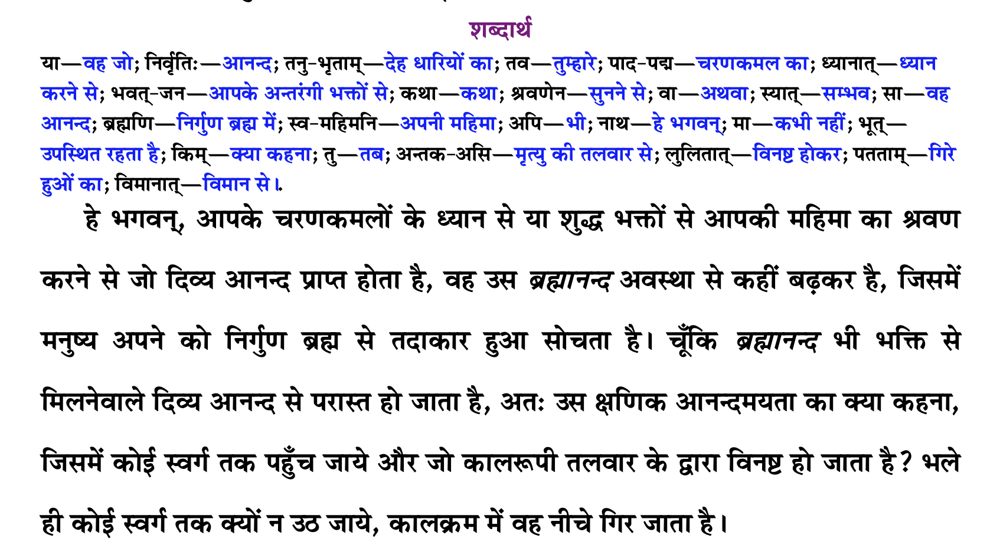 शब्दार्थ
या—वह जो; निर्वृतिः—आनन्द; तनु-भृताम्—देह धारियों का; तव—तुम्हारे; पाद-पद्म—चरणकमल का; ध्यानात्—ध्यान
करने से; भवत्-जन—आपके अन्तरंगी भक्तों से; कथा—कथा; श्रवणेन—सुनने से; वा—अथवा; स्यात्—सम्भव; सा—वह
आनन्द; ब्रह्मणि—निर्गुण ब्रह्म में; स्व-महिमनि—अपनी महिमा; अपि—भी; नाथ—हे भगवन्; मा—कभी नहीं; भूत्—
उपस्थित रहता है; किम्—क्या कहना; तु—तब; अन्तक-असि—मृत्यु की तलवार से; लुलितात्—विनष्ट होकर; पतताम्—गिरे
हुओं का; विमानात्—विमान से।.
हे भगवन्, आपके चरणकमलों के ध्यान से या शुद्ध भक्तों से आपकी महिमा का श्रवण
करने से जो दिव्य आनन्द प्राप्त होता है, वह उस ब्रह्मानन्द अवस्था से कहीं बढ़कर है, जिसमें
मनुष्य अपने को निर्गुण ब्रह्म से तदाकार हुआ सोचता है। चूँकि ब्रह्मानन्द भी भक्ति से
मिलनेवाले दिव्य आनन्द से परास्त हो जाता है, अतः उस क्षणिक आनन्दमयता का क्या कहना,
जिसमें कोई स्वर्ग तक पहुँच जाये और जो कालरूपी तलवार के द्वारा विनष्ट हो जाता है? भले
ही कोई स्वर्ग तक क्यों न उठ जाये, कालक्रम में वह नीचे गिर जाता है।